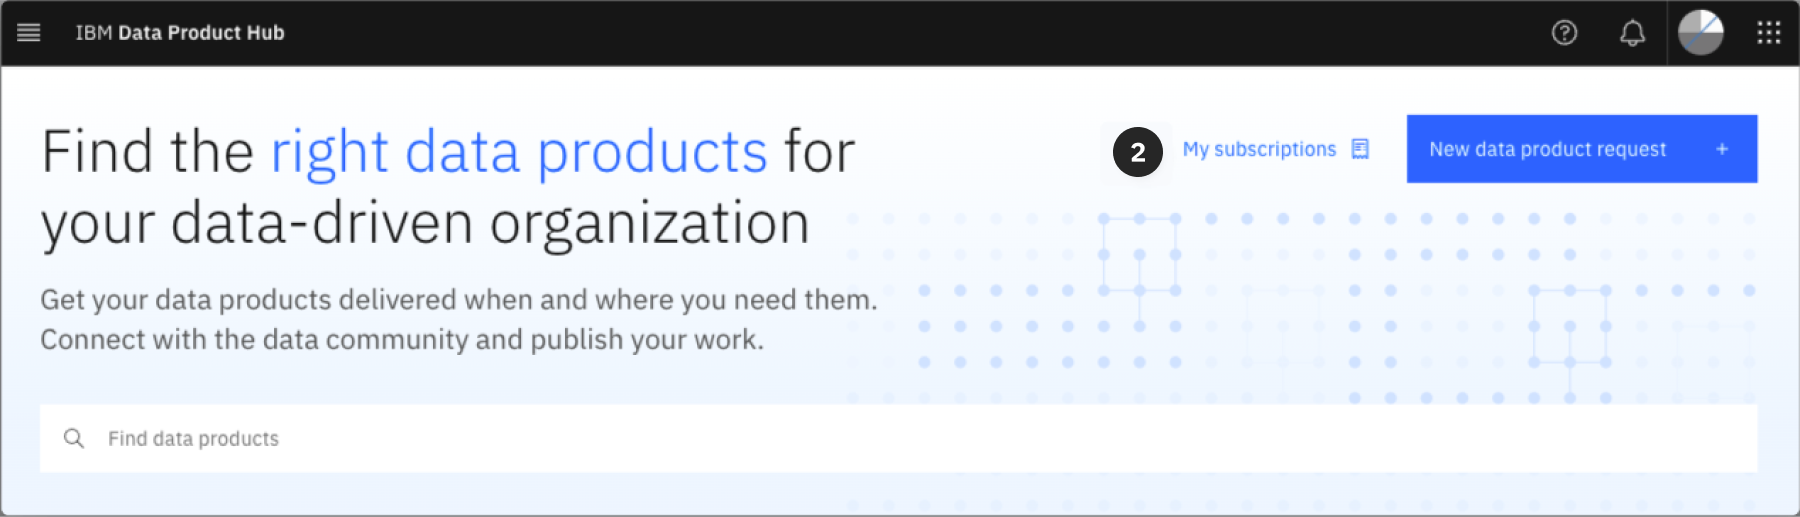 IBM Data Product Hub
Find the right data products for
your data-driven organization
2
My subscriptions
New data product request +
Get your data products delivered when and where you need them.
Connect with the data community and publish your work.
Find data products